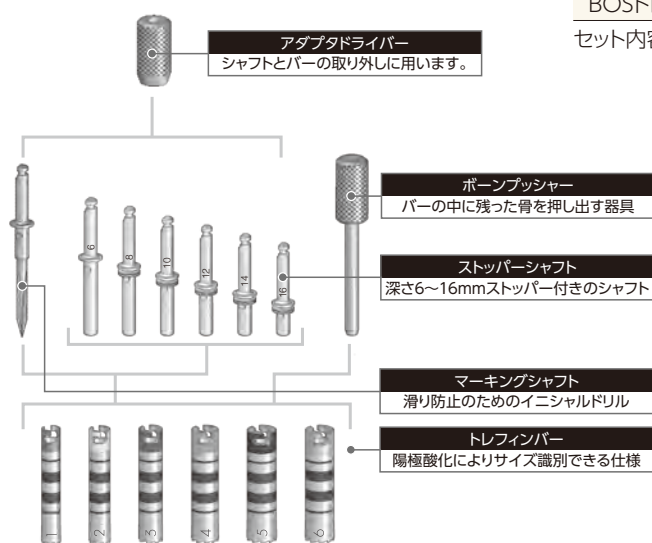 BOSト
セット内容
アダプタドライバー
シャフトとバーの取り外しに用います。
ボーンプッシャー
バーの中に残った骨を押し出す器具
6
8
10
12
14
16
ストッパーシャフト
深さ6〜16mmストッパー付きのシャフト
マーキングシャフト
滑り防止のためのイニシャルドリル
トレフィンバー
陽極酸化によりサイズ識別できる仕様
1
2
3
4
5
6